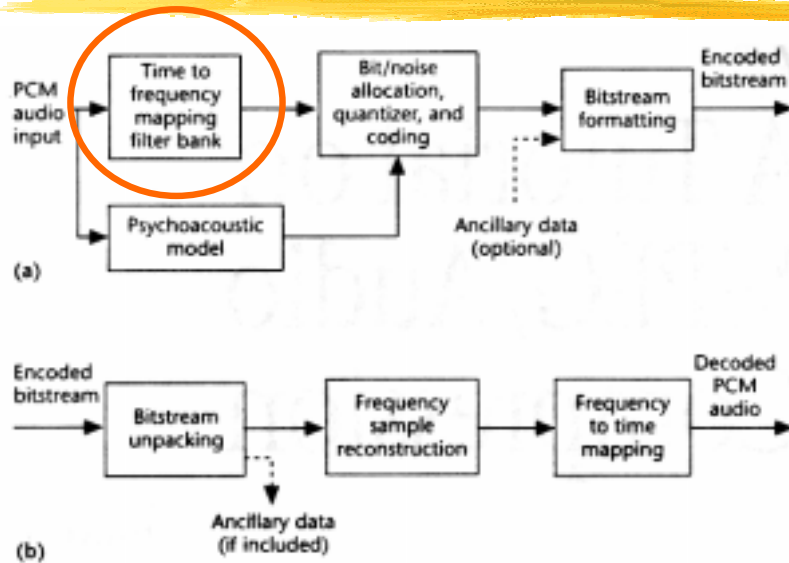 PCM
audio
input
Time to
frequency
mapping
filter bank
Bit/noise
allocation,
quantizer, and
coding
Bitstream
formatting
Encoded
bitstream
Psychoacoustic
model
Ancillary data
(optional)
(a)
Encoded
bitstream
Bitstream
unpacking
Frequency
sample
reconstruction
Frequency
to time
mapping
Decoded
PCM
audio
Ancillary data
(if included)
(b)